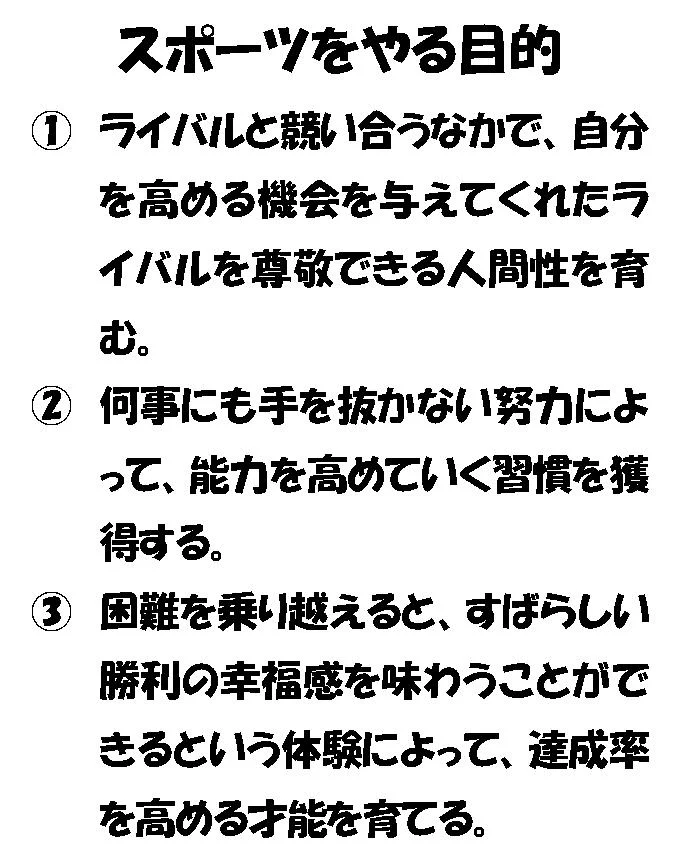 スポーツをやる目的
① ライバルと競い合うなかで、自分
を高める機会を与えてくれたラ
イバルを尊敬できる人間性を育
む。
② 何事にも手を抜かない努力によ
って、能力を高めていく習慣を獲
得する。
③ 困難を乗り越えると、すばらしい
勝利の幸福感を味わうことがで
きるという体験によって、達成率
を高める才能を育てる。